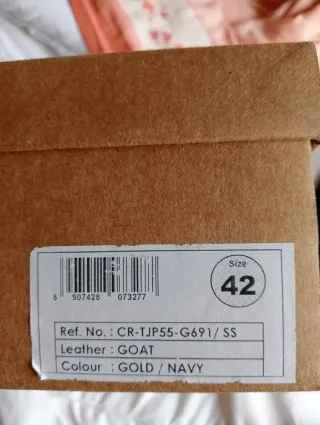 Size
42
8 907428 073277
Ref. No. : CR-TJP55-G691/ SS
Leather : GOAT
Colour : GOLD / NAVY